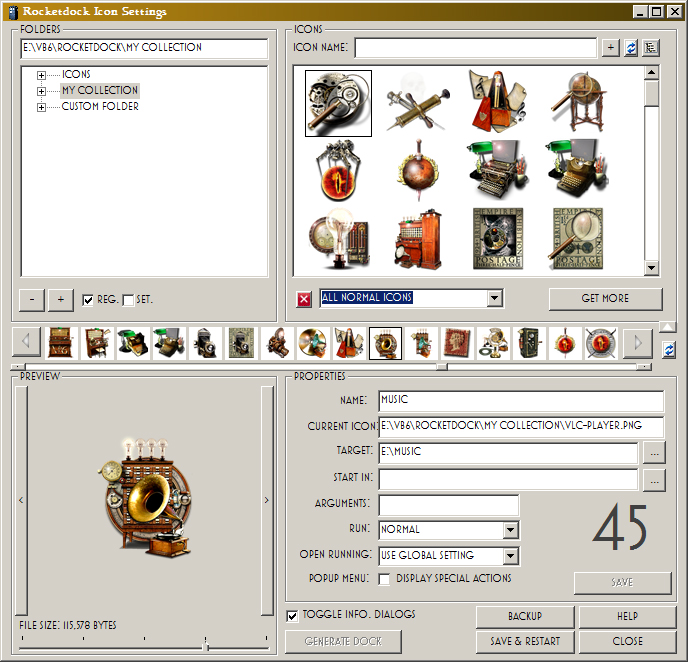 Rocketdock Icon Settings
FOLDERS
E:\VB6\ROCKETDOCK\MY COLLECTION
ICONS
MY COLLECTION
CUSTOM FOLDER
-
+
REG.
SET.
ICONS
ICON NAME:
+
EMPIRE
POSTAGE
POSTAGE
ALL NORMAL ICONS
GET MORE
PREVIEW
<
>
FILE SIZE: 115,578 BYTES
PROPERTIES
NAME:
MUSIC
CURRENT ICON:
E:\VB6\ROCKETDOCK\MY COLLECTION\VLC-PLAYER.PNG
TARGET:
E:\MUSIC
...
START IN:
...
ARGUMENTS:
RUN:
NORMAL
OPEN RUNNING:
USE GLOBAL SETTING
POPUP MENU:
DISPLAY SPECIAL ACTIONS
45
SAVE
TOGGLE INFO. DIALOGS
GENERATE DOCK
BACKUP
HELP
SAVE & RESTART
CLOSE